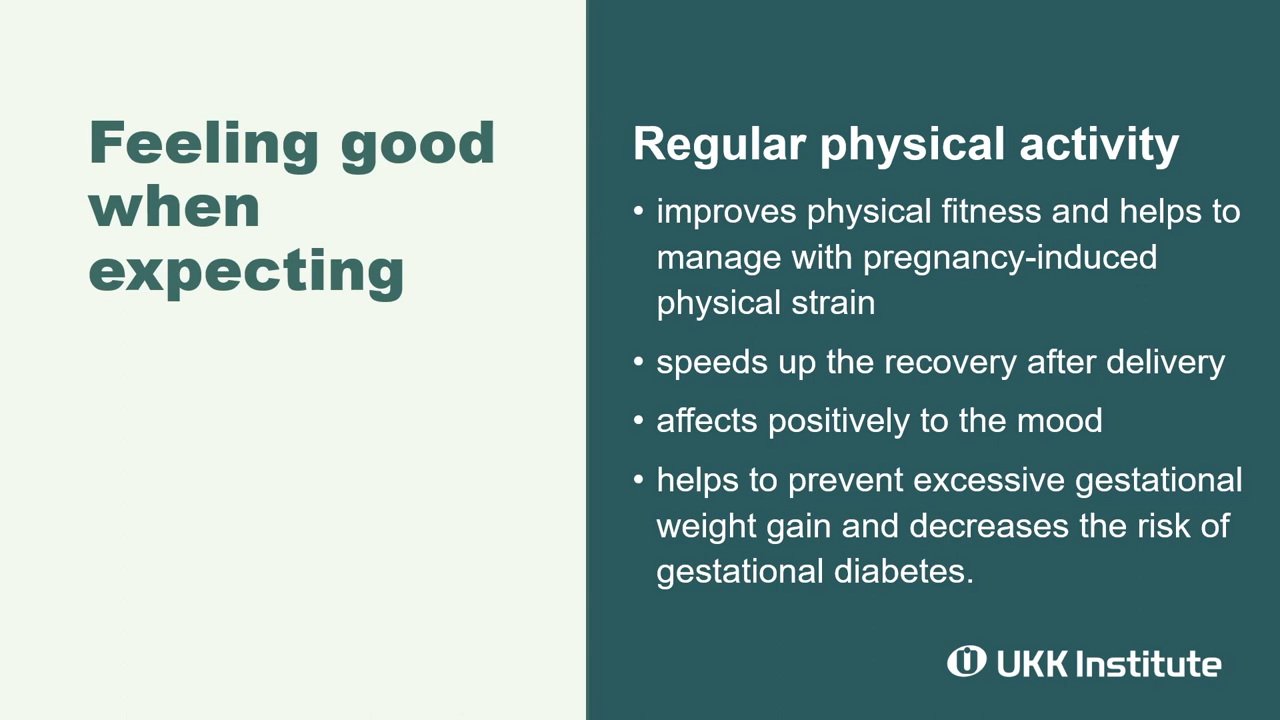 Feeling good
when
expecting
Regular physical activity
• improves physical fitness and helps to
manage with pregnancy-induced
physical strain
• speeds up the recovery after delivery
• affects positively to the mood
• helps to prevent excessive gestational
weight gain and decreases the risk of
gestational diabetes.
UKK Institute